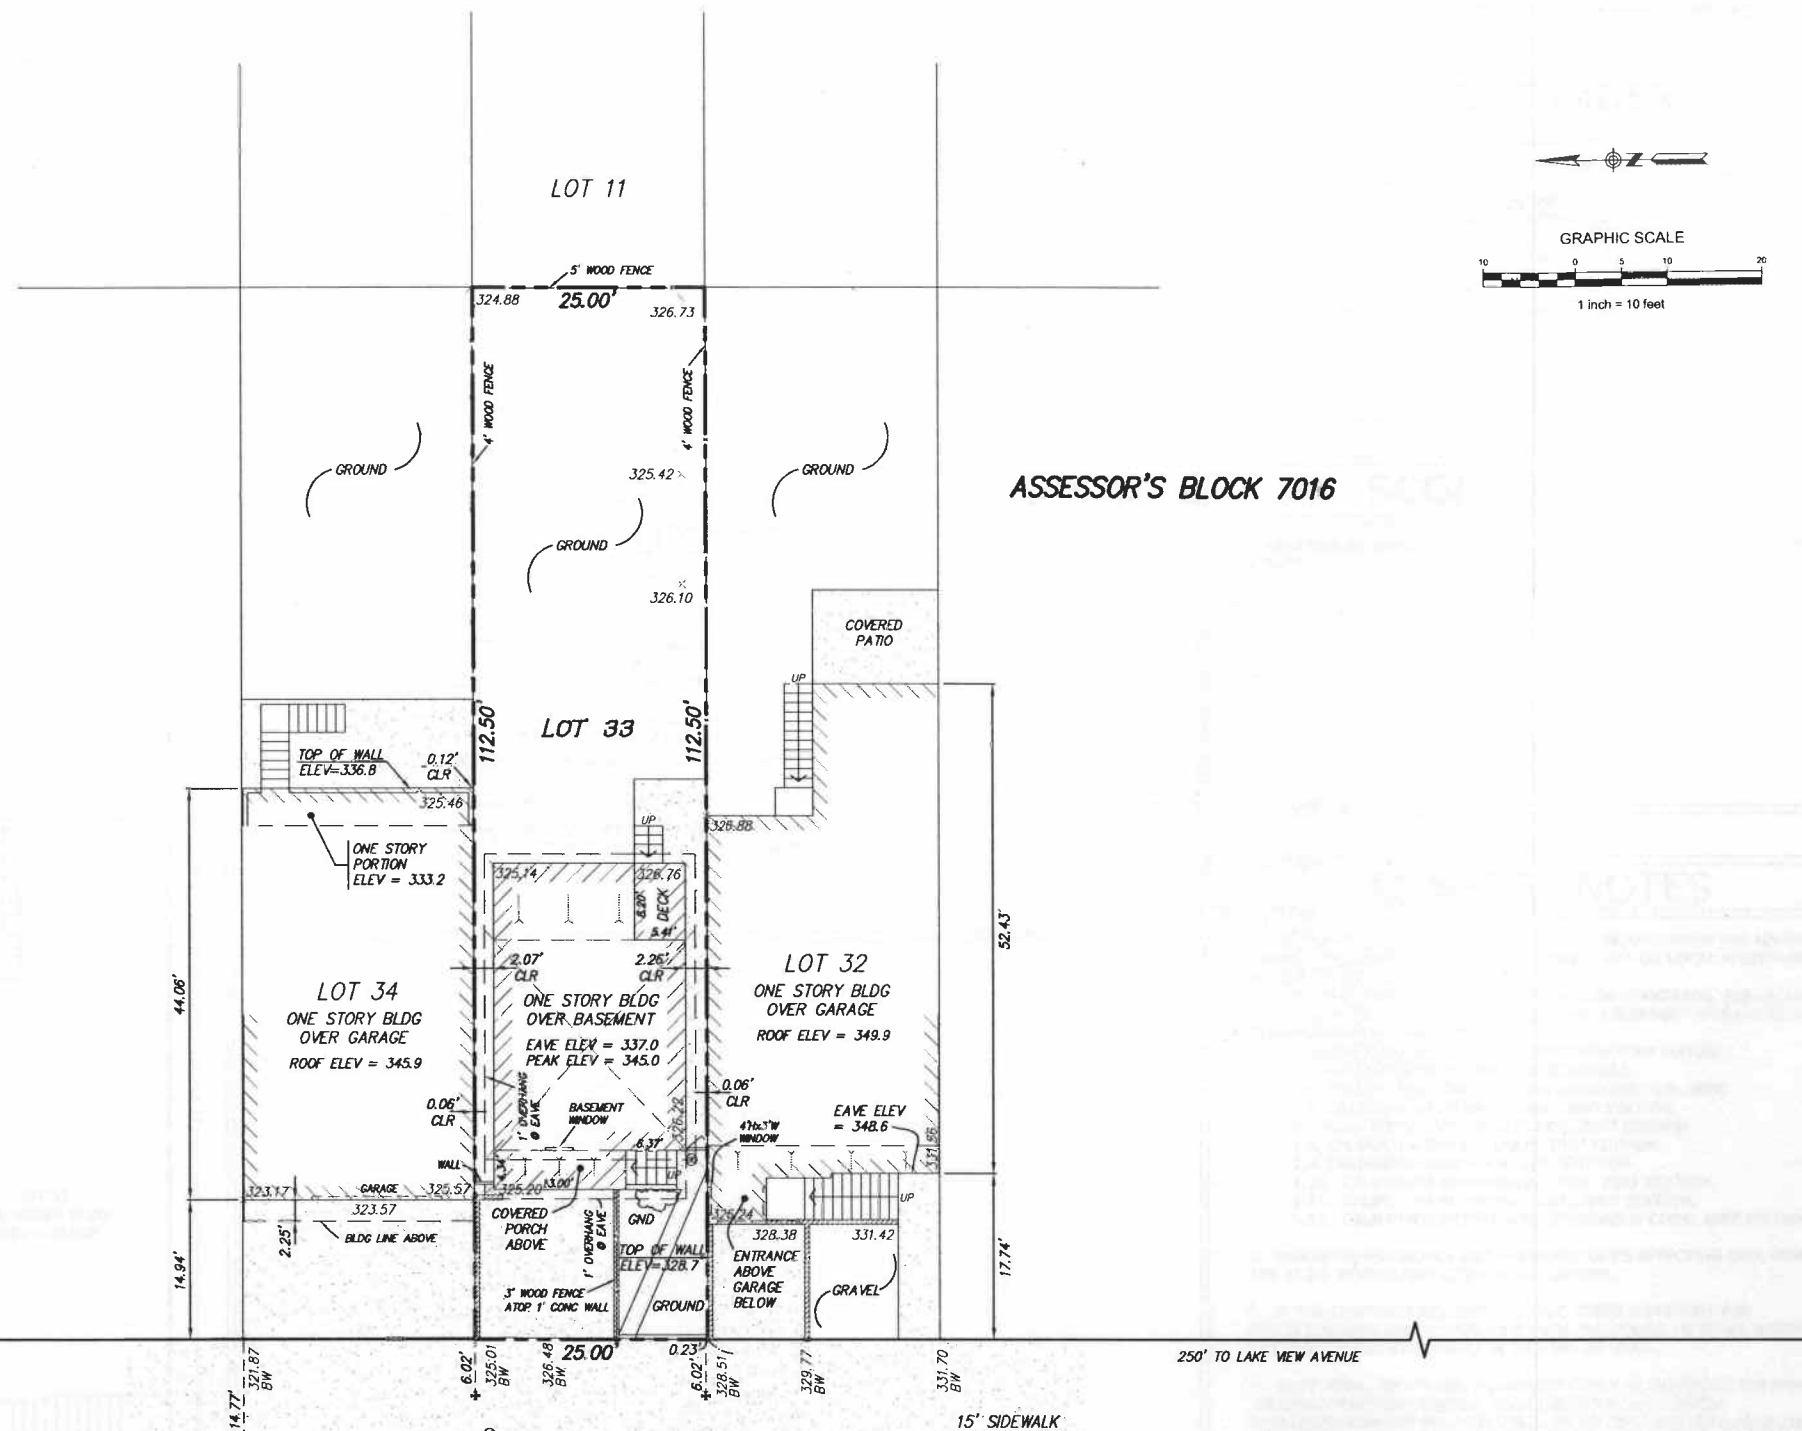 LOT 11
GRAPHIC SCALE
10 0 5 10 20
1 inch = 10 feet
5' WOOD FENCE
324.88
25.00'
326.73
4' WOOD FENCE
4' WOOD FENCE
GROUND
325.42
GROUND
ASSESSOR'S BLOCK 7016
GROUND
326.10
COVERED
PATIO
UP
112.50'
LOT 33
112.50'
TOP OF WALL
ELEV=336.8
0.12'
CLR
325.46
UP
ONE STORY
PORTION
ELEV = 333.2
325.14
326.76
DECK
5.41'
52.43'
44.06'
2.07'
CLR
2.26'
CLR
LOT 34
ONE STORY BLDG
OVER GARAGE
ROOF ELEV = 345.9
ONE STORY BLDG
OVER BASEMENT
EAVE ELEV = 337.0
PEAK ELEV = 345.0
LOT 32
ONE STORY BLDG
OVER GARAGE
ROOF ELEV = 349.9
0.06'
CLR
1' OVERHANG
@ EAVE
BASEMENT
WINDOW
326.22
0.06'
CLR
4'Hx3'W
WINDOW
EAVE ELEV
= 348.6
WALL
4.34'
UP
UP
323.17
GARAGE
325.57
325.20
323.57
BLDG LINE ABOVE
2.25'
14.94'
COVERED
PORCH
ABOVE
1' OVERHANG
@ EAVE
GND
TOP OF WALL
ELEV=328.7
3' WOOD FENCE
ATOP 1' CONC WALL
GROUND
328.38
331.42
ENTRANCE
ABOVE
GARAGE
BELOW
GRAVEL
17.74'
25.00'
0.23'
250' TO LAKE VIEW AVENUE
14.77'
321.87
BW
6.02'
325.01
BW
326.48
BW
6.02'
328.51
BW
329.77
BW
331.70
BW
15' SIDEWALK